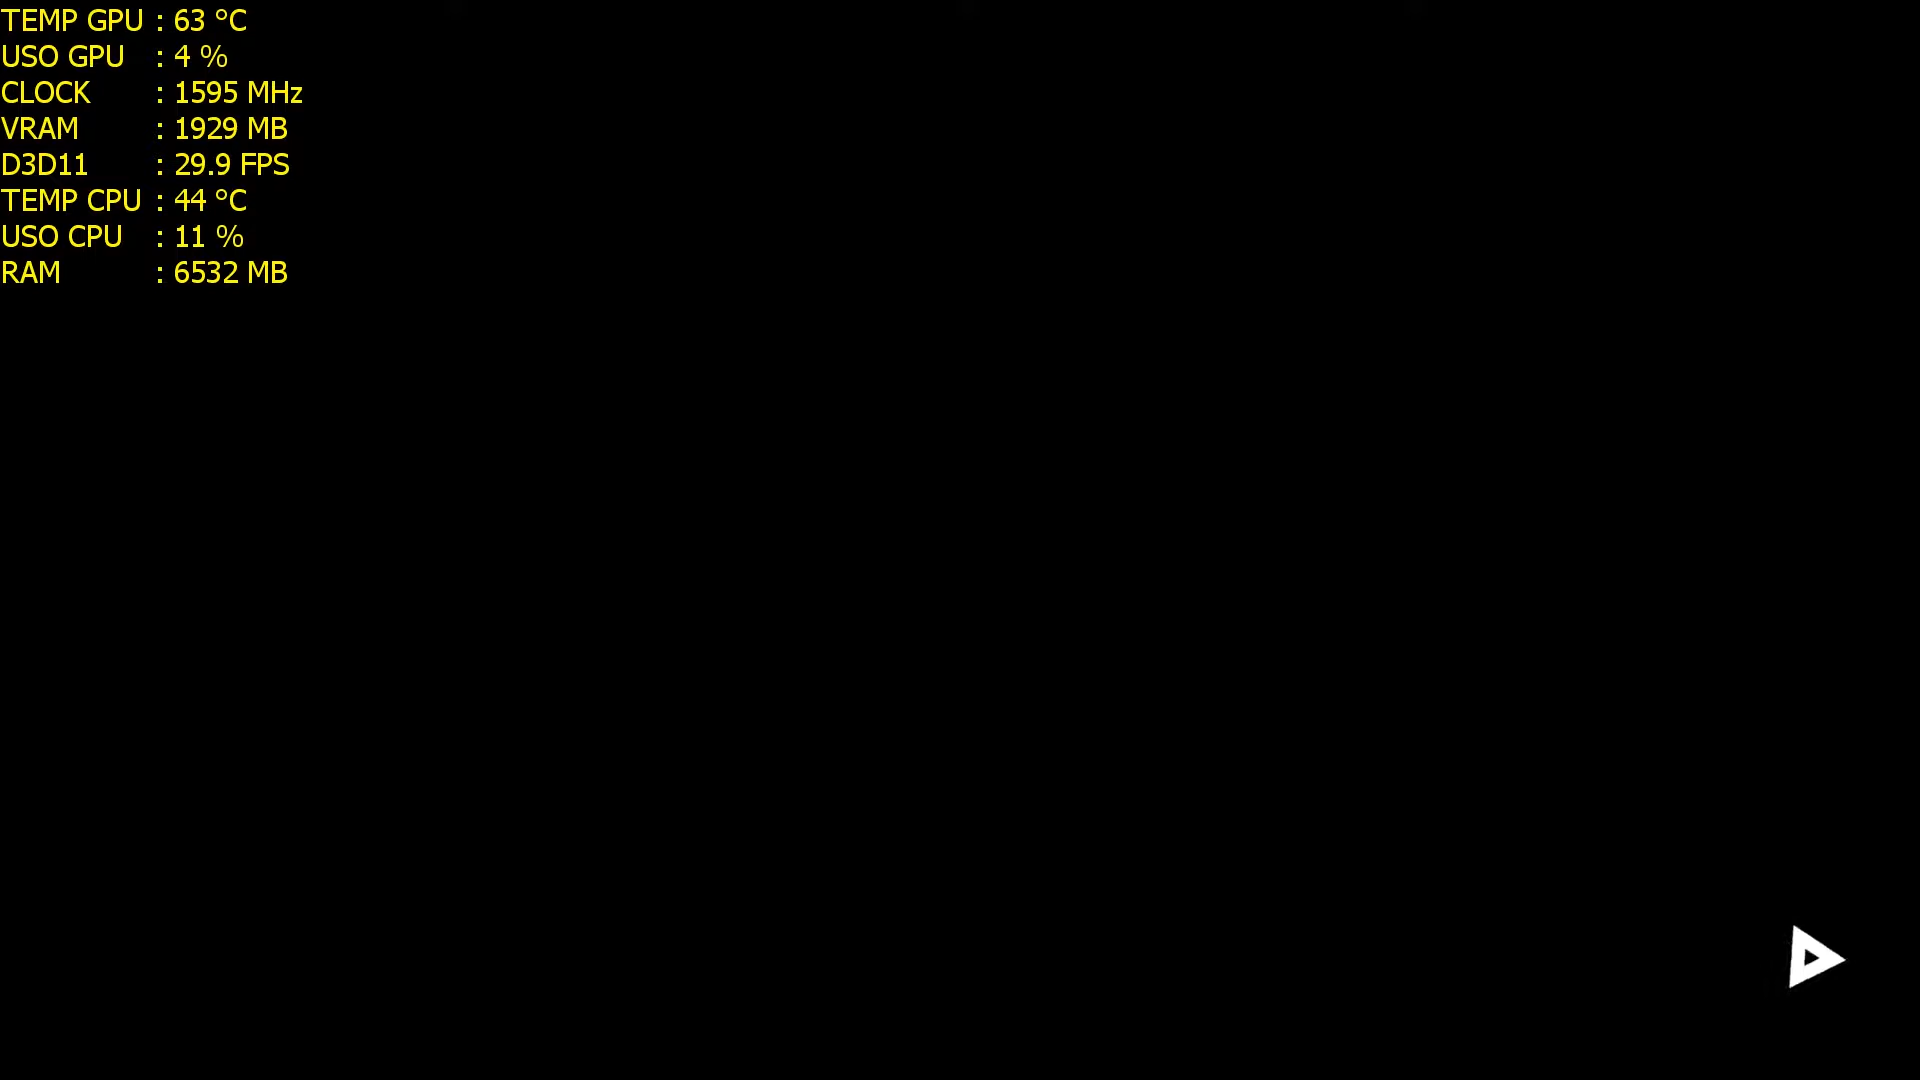 TEMP GPU : 63 °C
USO GPU : 4 %
CLOCK : 1595 MHz
VRAM : 1929 MB
D3D11 : 29.9 FPS
TEMP CPU : 44 °C
USO CPU : 11 %
RAM : 6532 MB